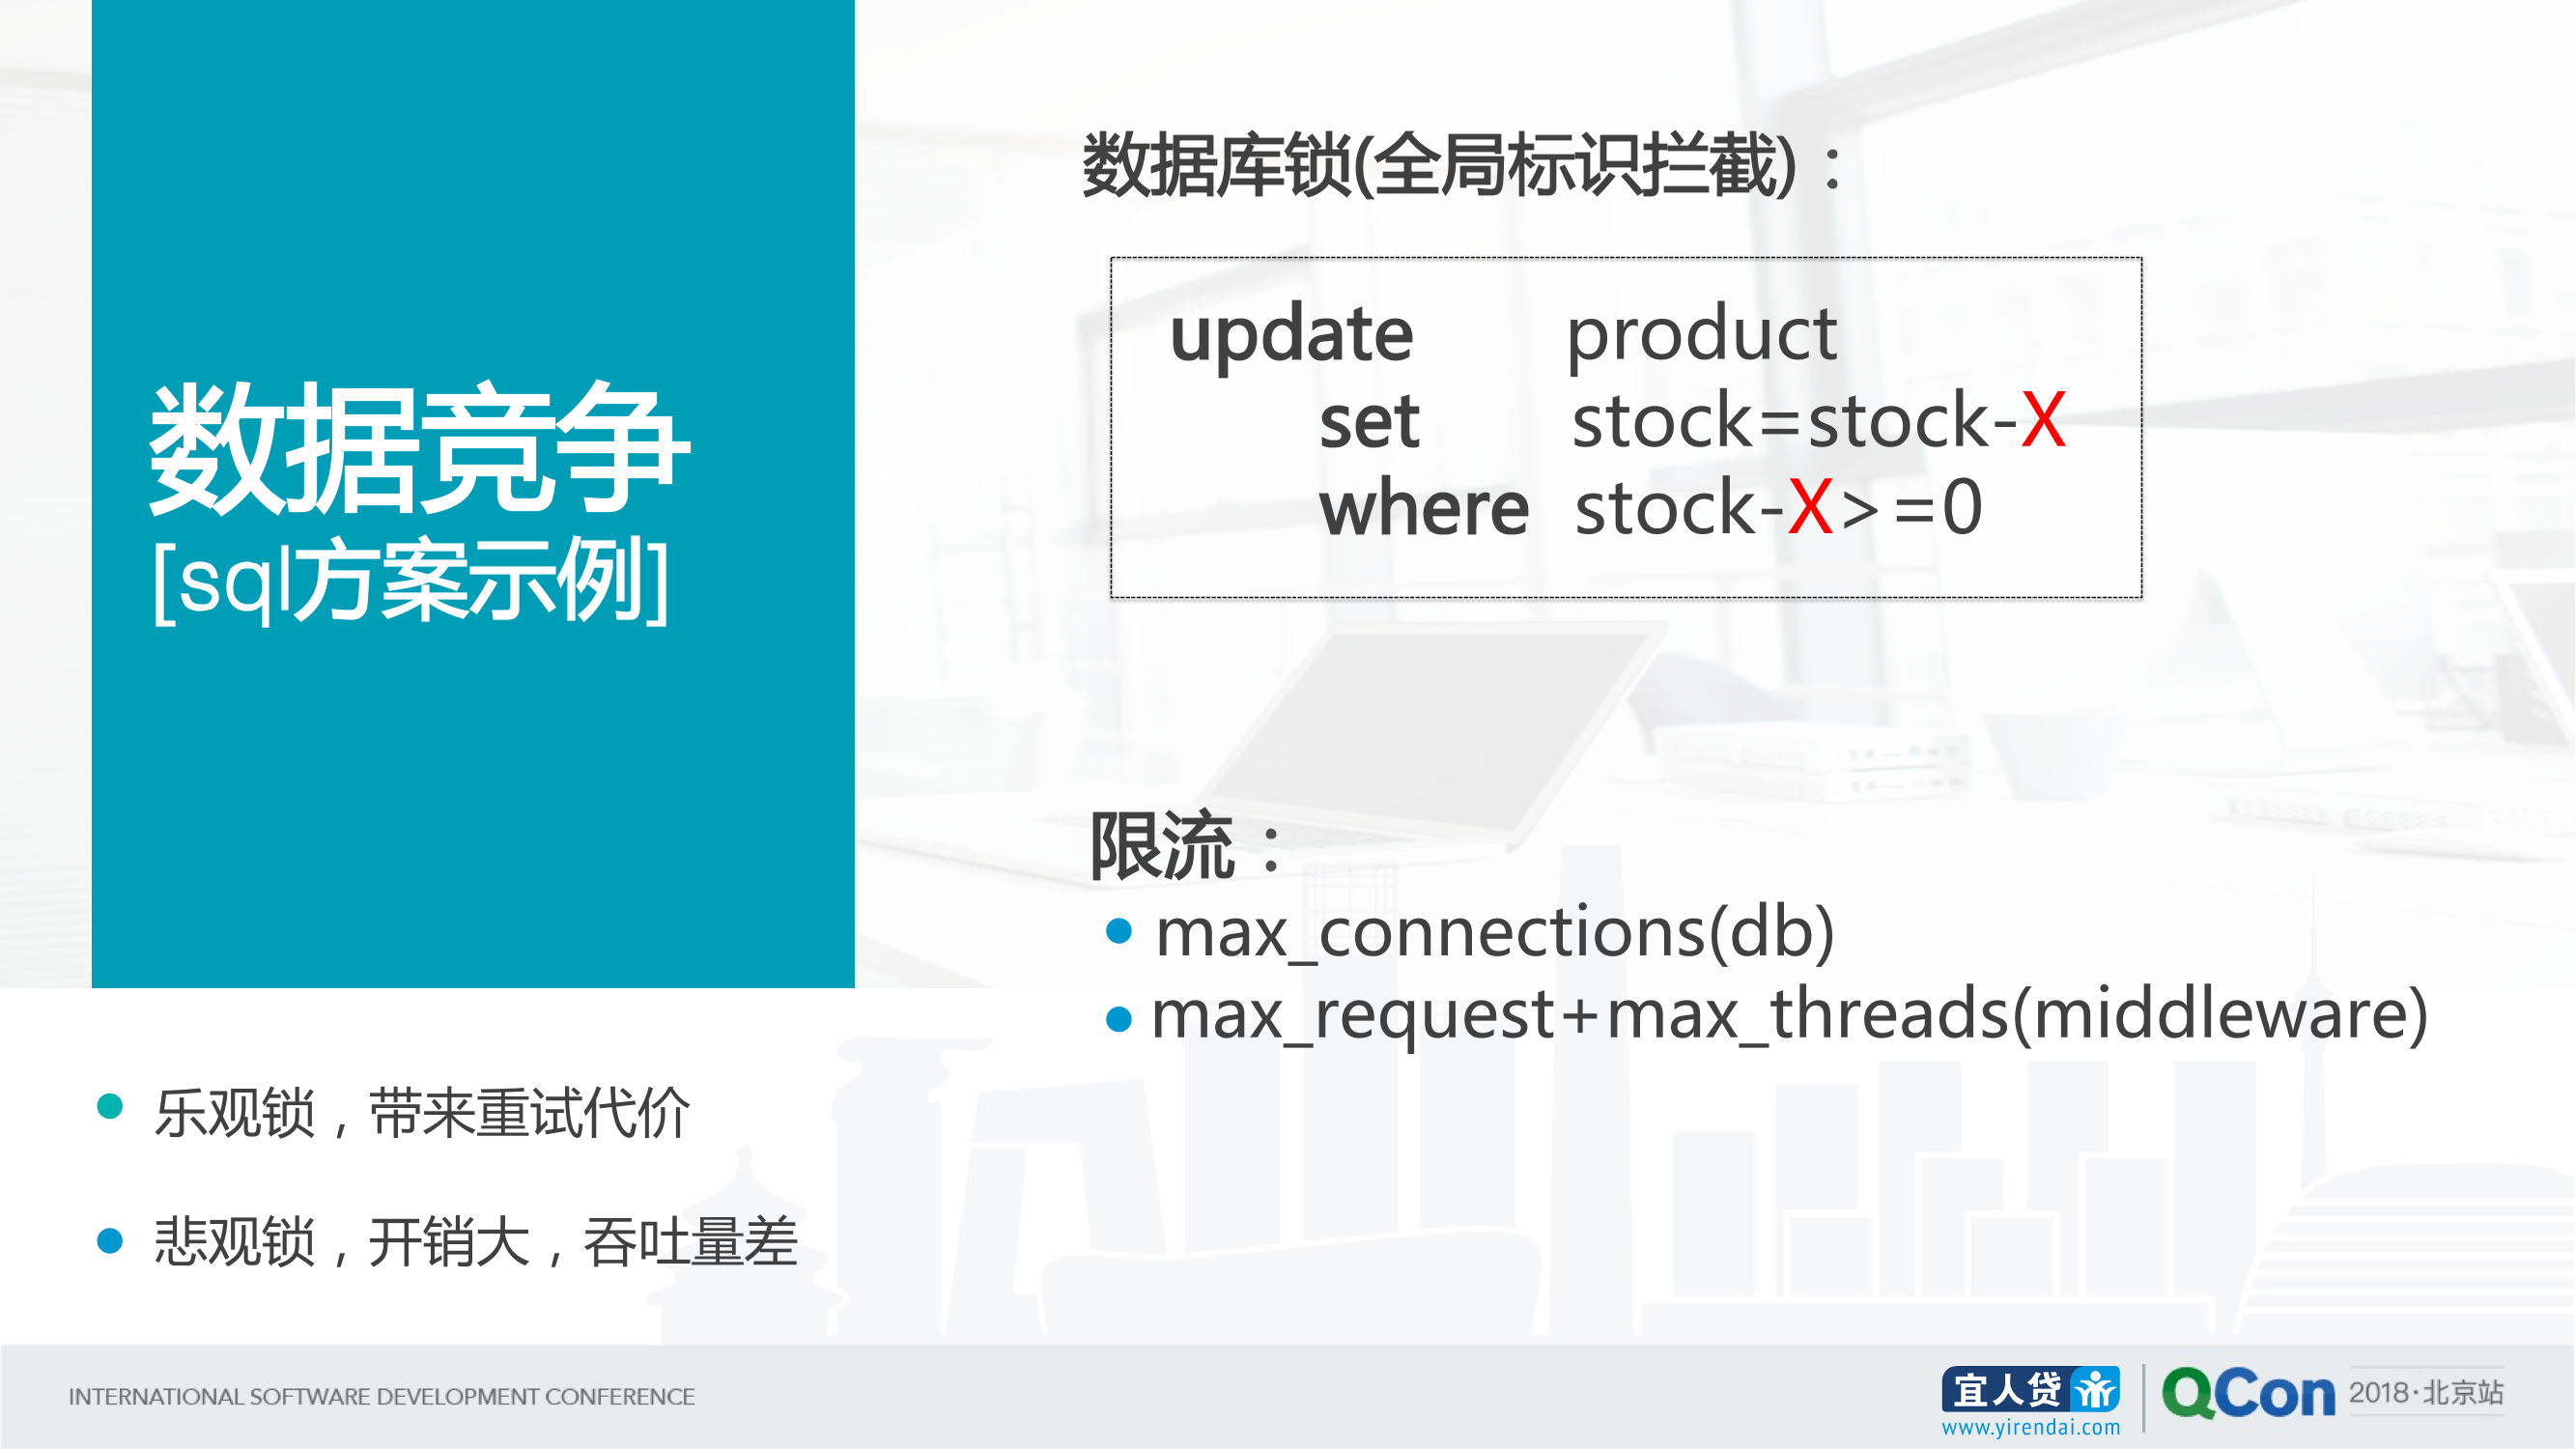 数据竞争
[sql方案示例]
乐观锁，带来重试代价
悲观锁，开销大，吞吐量差
数据库锁(全局标识拦截)：
update product
set stock=stock-X
where stock-X>=0
限流：
max_connections(db)
max_request+max_threads(middleware)
INTERNATIONAL SOFTWARE DEVELOPMENT CONFERENCE
宜人贷
www.yirendai.com
QCon 2018·北京站